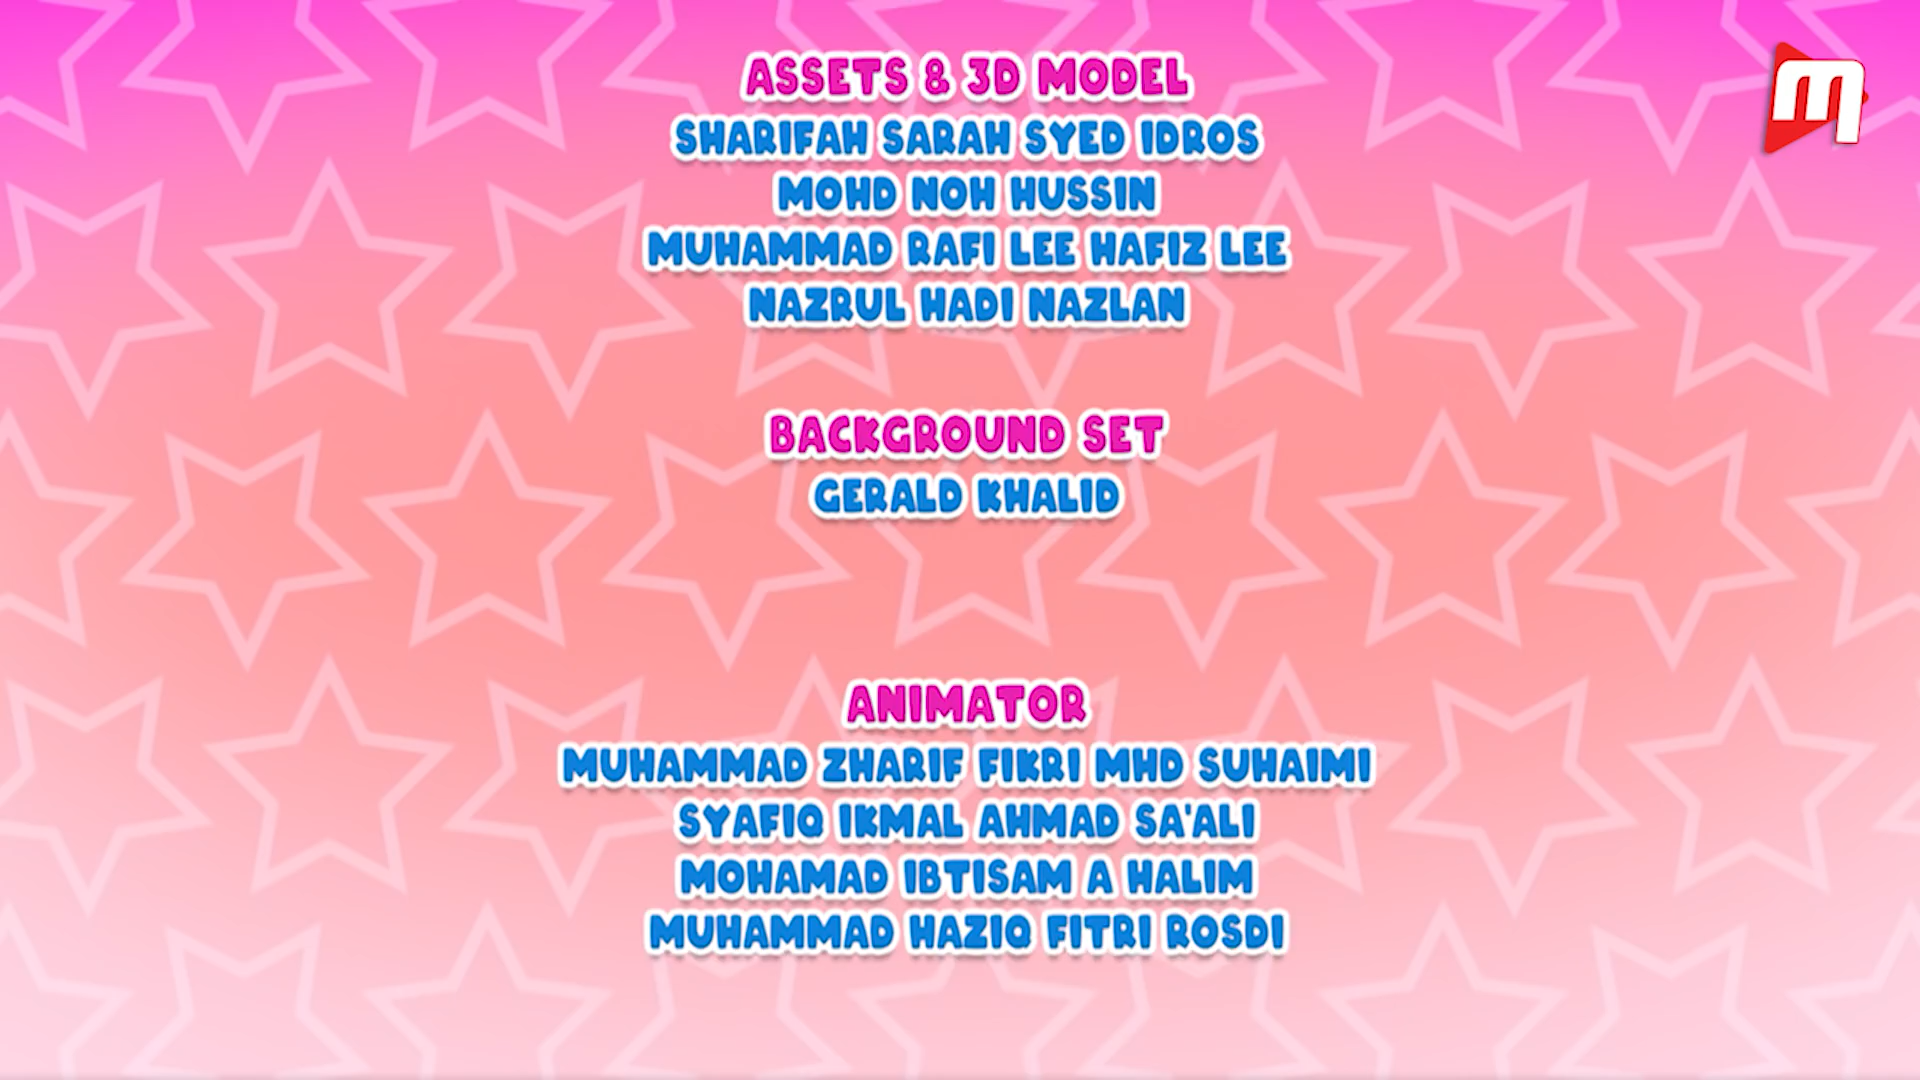 ASSETS & 3D MODEL
SHARIFAH SARAH SYED IDROS
MOHD NOH HUSSIN
MUHAMMAD RAFI LEE HAFIZ LEE
NAZRUL HADI NAZLAN
BACKGROUND SET
GERALD KHALID
ANIMATOR
MUHAMMAD ZHARIF FIKRI MHD SUHAIMI
SYAFIQ IKMAL AHMAD SA'ALI
MOHAMAD IBTISAM A HALIM
MUHAMMAD HAZIQ FITRI ROSDI